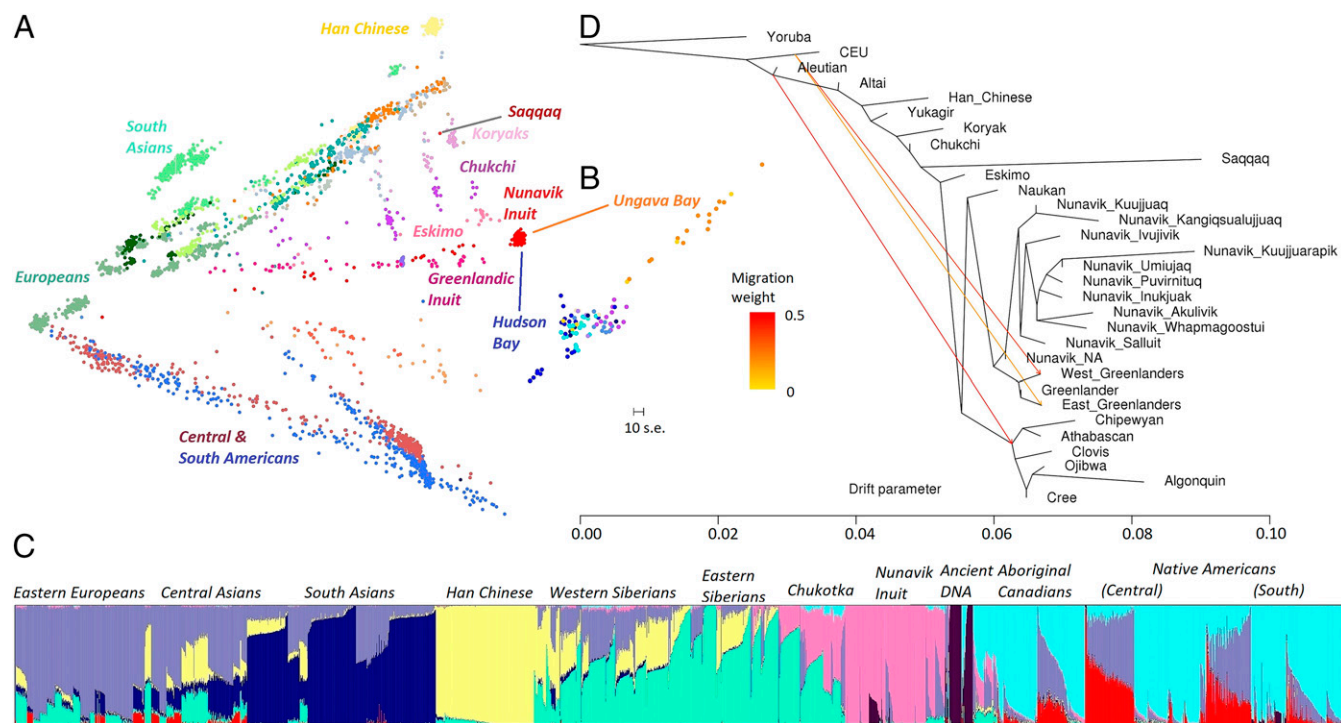 A
Han Chinese
South
Asians
Saqqaq
Koryaks
Chukchi
Nunavik
Inuit
Eskimo
Greenlandic
Inuit
Europeans
Hudson
Bay
Central &
South Americans
B
Ungava Bay
Migration
weight
0.5
0
10 s.e.
D
Yoruba
CEU
Aleutian
Altai
Han_Chinese
Yukagir
Koryak
Chukchi
Saqqaq
Eskimo
Naukan
Nunavik_Kuujjuaq
Nunavik_Kangiqsualujjuaq
Nunavik_Ivujivik
Nunavik_Kuujjuarapik
Nunavik_Umiujaq
Nunavik_Puvirnituq
Nunavik_Inukjuak
Nunavik_Akulivik
Nunavik_Whapmagoostui
Nunavik_Salluit
Nunavik_NA
West_Greenlanders
Greenlander
East_Greenlanders
Chipewyan
Athabascan
Clovis
Ojibwa
Algonquin
Cree
Drift parameter
0.00 0.02 0.04 0.06 0.08 0.10
C
Eastern Europeans Central Asians South Asians Han Chinese Western Siberians Eastern Siberians Chukotka Nunavik Inuit Ancient DNA Aboriginal Canadians Native Americans
(Central) (South)